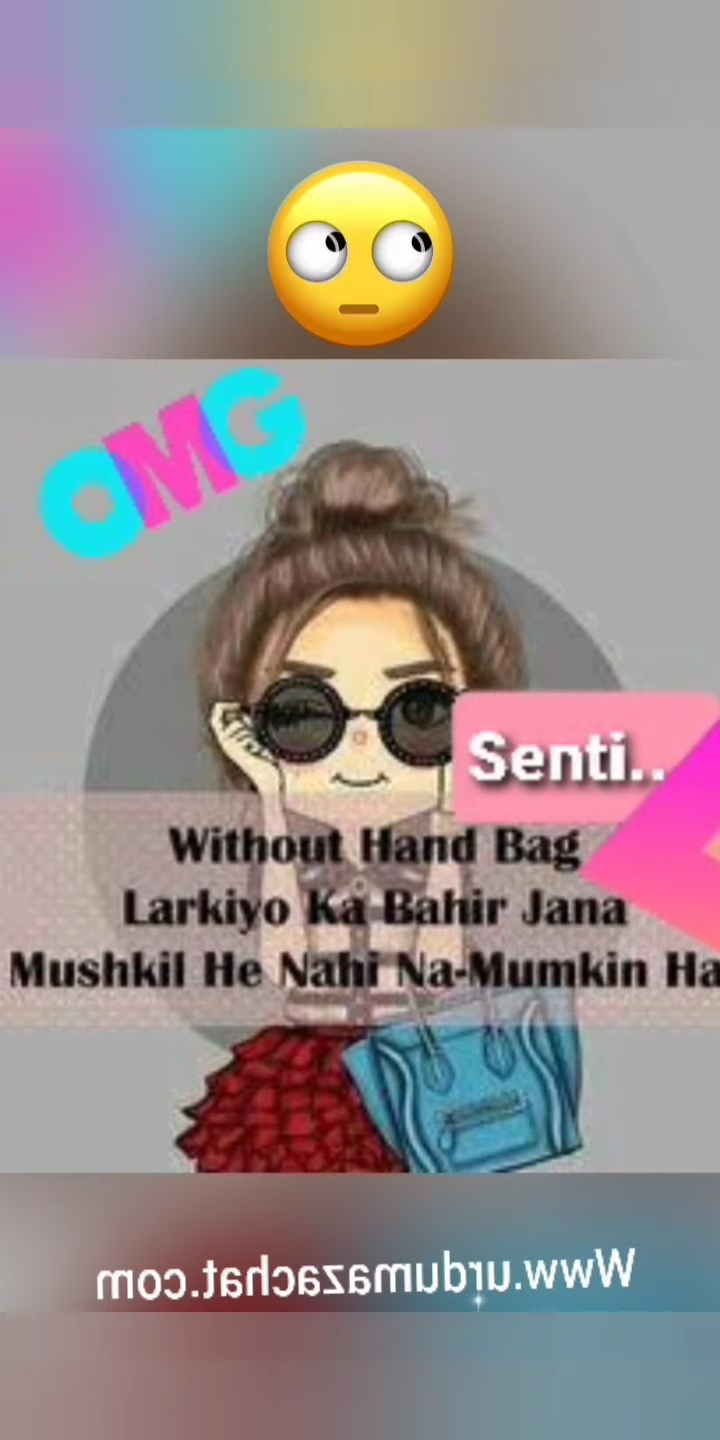 OMG
Senti..
Without Hand Bag
Larkiyo Ka Bahir Jana
Mushkil He Nahi Na-Mumkin Ha
Www.urdumazachat.com